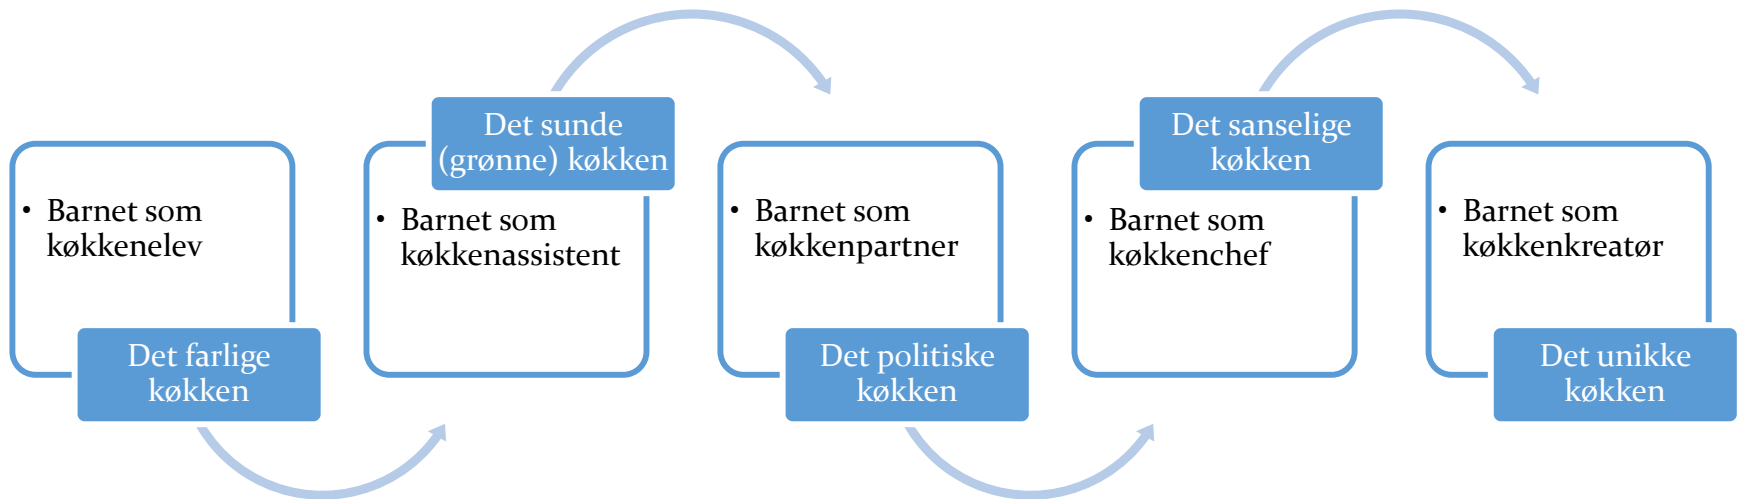 • Barnet som
køkkenelev
Det farlige
køkken
Det sunde
(grønne) køkken
• Barnet som
køkkenassistent
• Barnet som
køkkenpartner
Det politiske
køkken
Det sanselige
køkken
• Barnet som
køkkenchef
• Barnet som
køkkenkreatør
Det unikke
køkken